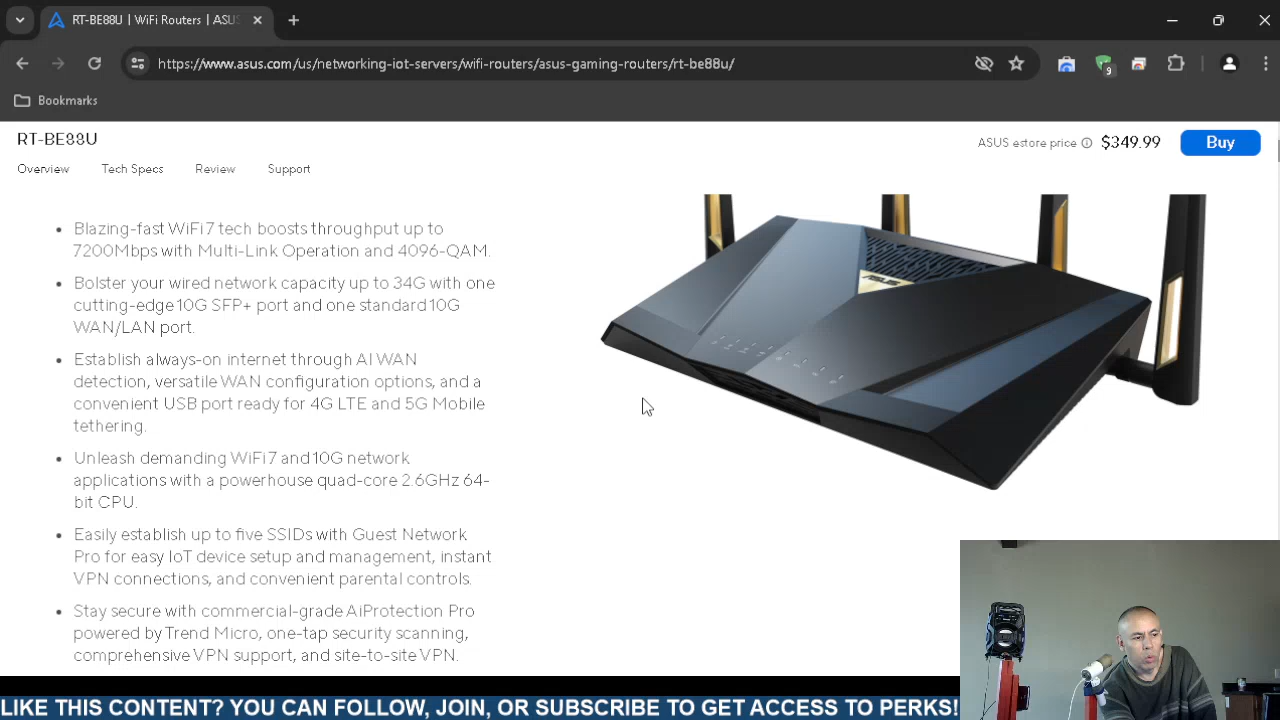 RT-BE88U | WiFi Routers | ASUS
https://www.asus.com/us/networking-iot-servers/wifi-routers/asus-gaming-routers/rt-be88u/
9
Bookmarks
RT-BE88U
ASUS estore price $349.99 Buy
Overview Tech Specs Review Support
Blazing-fast WiFi 7 tech boosts throughput up to
7200Mbps with Multi-Link Operation and 4096-QAM.
Bolster your wired network capacity up to 34G with one
cutting-edge 10G SFP+ port and one standard 10G
WAN/LAN port.
Establish always-on internet through AI WAN
detection, versatile WAN configuration options, and a
convenient USB port ready for 4G LTE and 5G Mobile
tethering.
Unleash demanding WiFi 7 and 10G network
applications with a powerhouse quad-core 2.6GHz 64-
bit CPU.
Easily establish up to five SSIDs with Guest Network
Pro for easy IoT device setup and management, instant
VPN connections, and convenient parental controls.
Stay secure with commercial-grade AiProtection Pro
powered by Trend Micro, one-tap security scanning,
comprehensive VPN support, and site-to-site VPN.
ASUS
LIKE THIS CONTENT? YOU CAN FOLLOW, JOIN, OR SUBSCRIBE TO GET ACCESS TO PERKS!